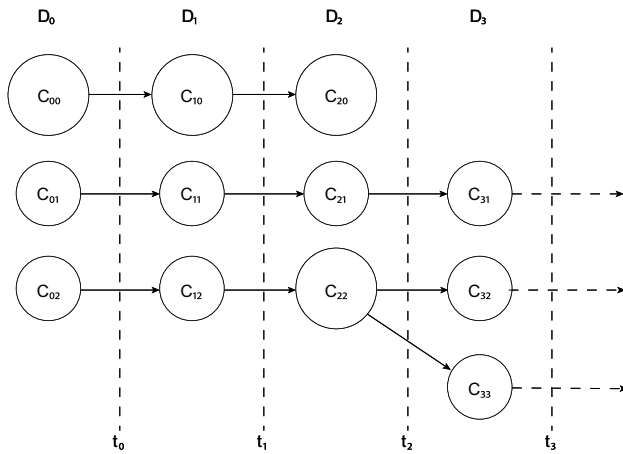 D₀ D₁ D₂ D₃
C₀₀ C₁₀ C₂₀
C₀₁ C₁₁ C₂₁ C₃₁
C₀₂ C₁₂ C₂₂ C₃₂
C₃₃
t₀ t₁ t₂ t₃